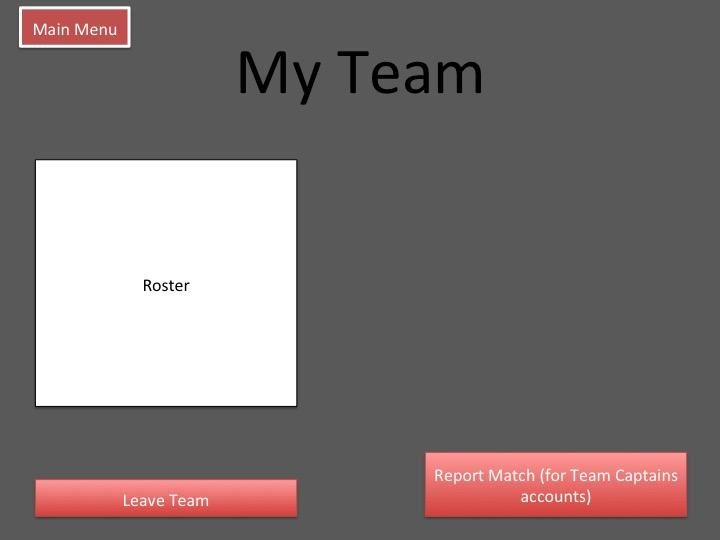 Main Menu
My Team
Roster
Report Match (for Team Captains
accounts)
Leave Team